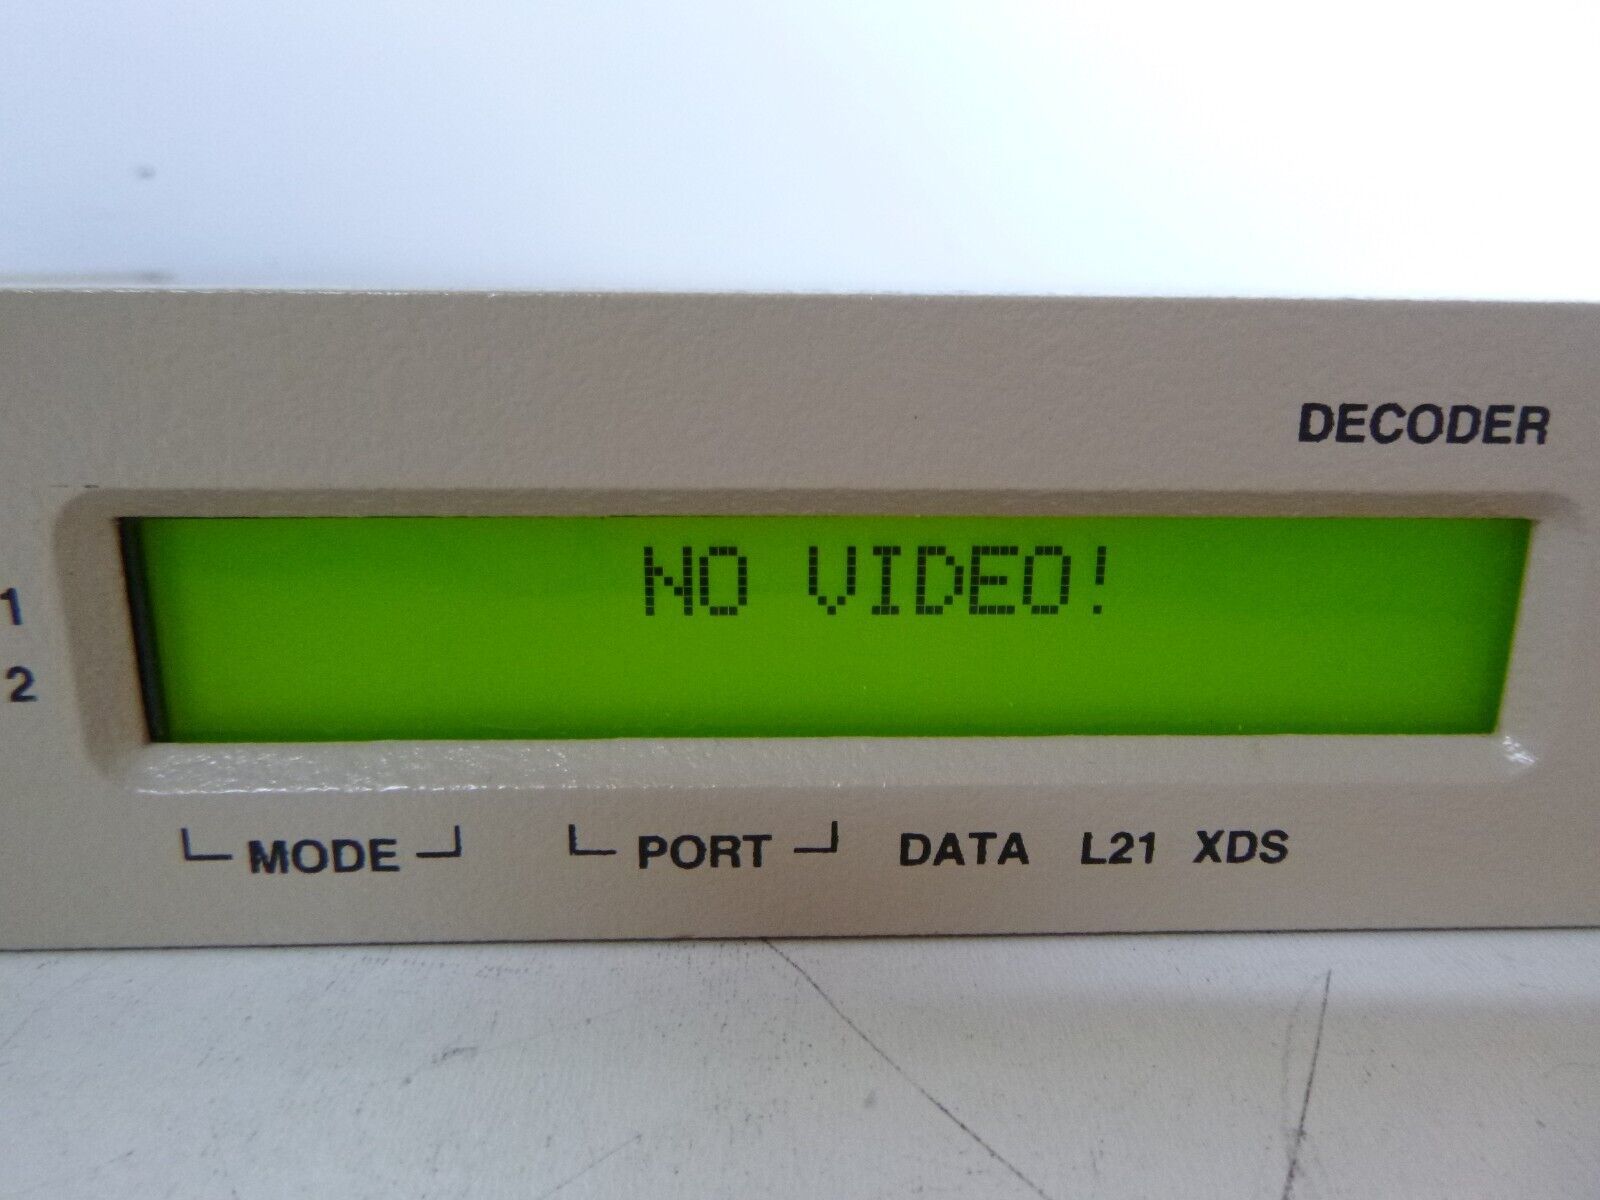 DECODER
NO VIDEO!
1
2
MODE PORT DATA L21 XDS